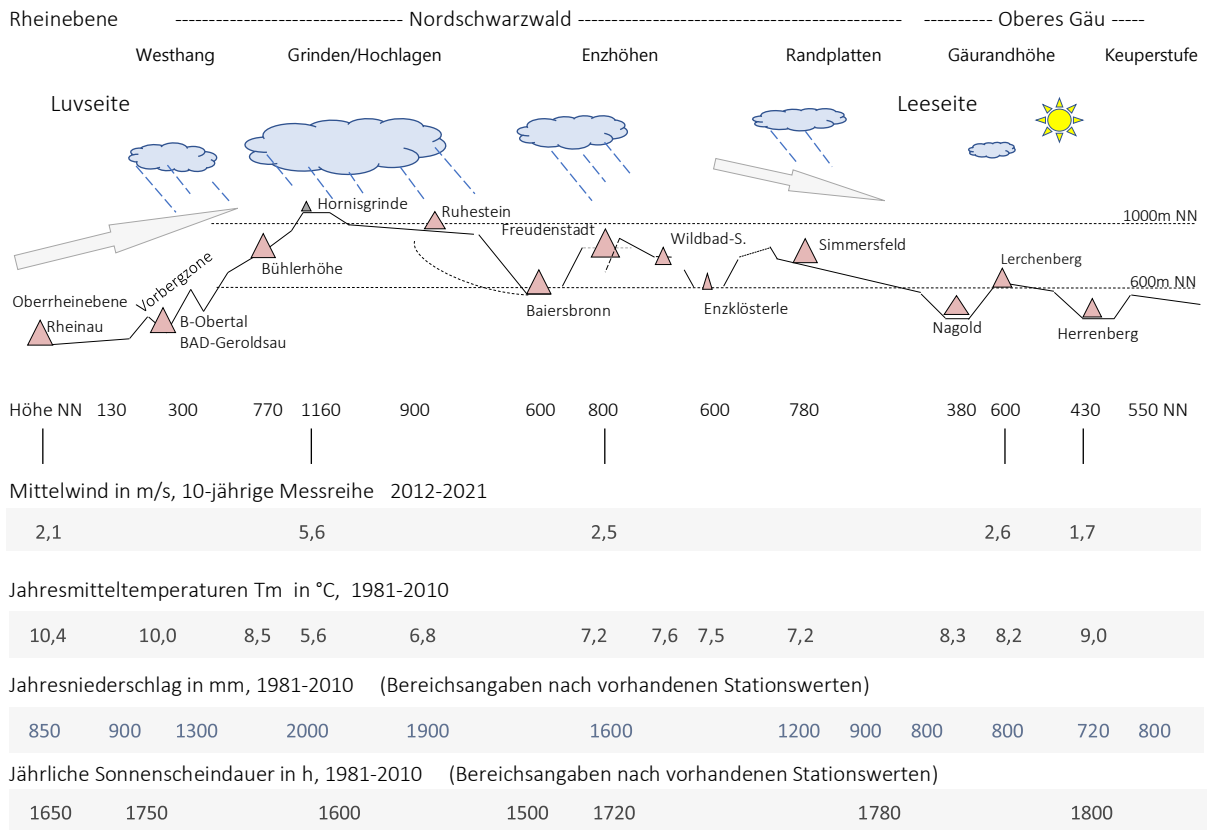 Rheinebene ---------------------------- Nordschwarzwald ---------------------------------------- ---------- Oberes Gäu -----
Westhang Grinden/Hochlagen Enzhöhen Randplatten Gäurandhöhe Keuperstufe
Luvseite Leeseite
Hornisgrinde
Ruhestein
1000m NN
Freudenstadt
Wildbad-S.
Simmersfeld
Lerchenberg
Bühlerhöhe
Vorbergzone
600m NN
Oberrheinebene
Rheinau
B-Obertal
BAD-Geroldsau
Baiersbronn
Enzklösterle
Nagold
Herrenberg
Höhe NN 130 300 770 1160 900 600 800 600 780 380 600 430 550 NN
Mittelwind in m/s, 10-jährige Messreihe 2012-2021
2,1 5,6 2,5 2,6 1,7
Jahresmitteltemperaturen Tm in °C, 1981-2010
10,4 10,0 8,5 5,6 6,8 7,2 7,6 7,5 7,2 8,3 8,2 9,0
Jahresniederschlag in mm, 1981-2010 (Bereichsangaben nach vorhandenen Stationswerten)
850 900 1300 2000 1900 1600 1200 900 800 800 720 800
Jährliche Sonnenscheindauer in h, 1981-2010 (Bereichsangaben nach vorhandenen Stationswerten)
1650 1750 1600 1500 1720 1780 1800